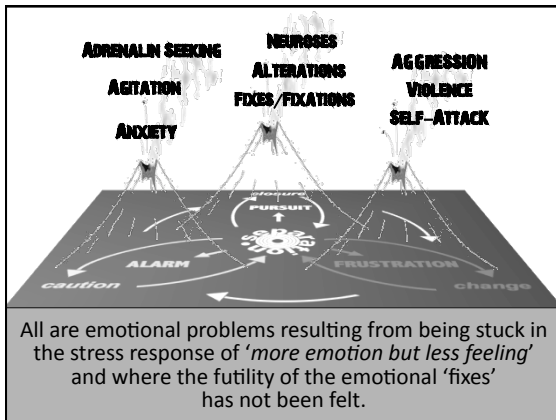 ADRENALIN SEEKING
AGITATION
ANXIETY
NEUROSES
ALTERATIONS
FIXES/FIXATIONS
AGGRESSION
VIOLENCE
SELF-ATTACK
closure
PURSUIT
ALARM
FRUSTRATION
caution
change
All are emotional problems resulting from being stuck in
the stress response of ‘more emotion but less feeling’
and where the futility of the emotional ‘fixes’
has not been felt.